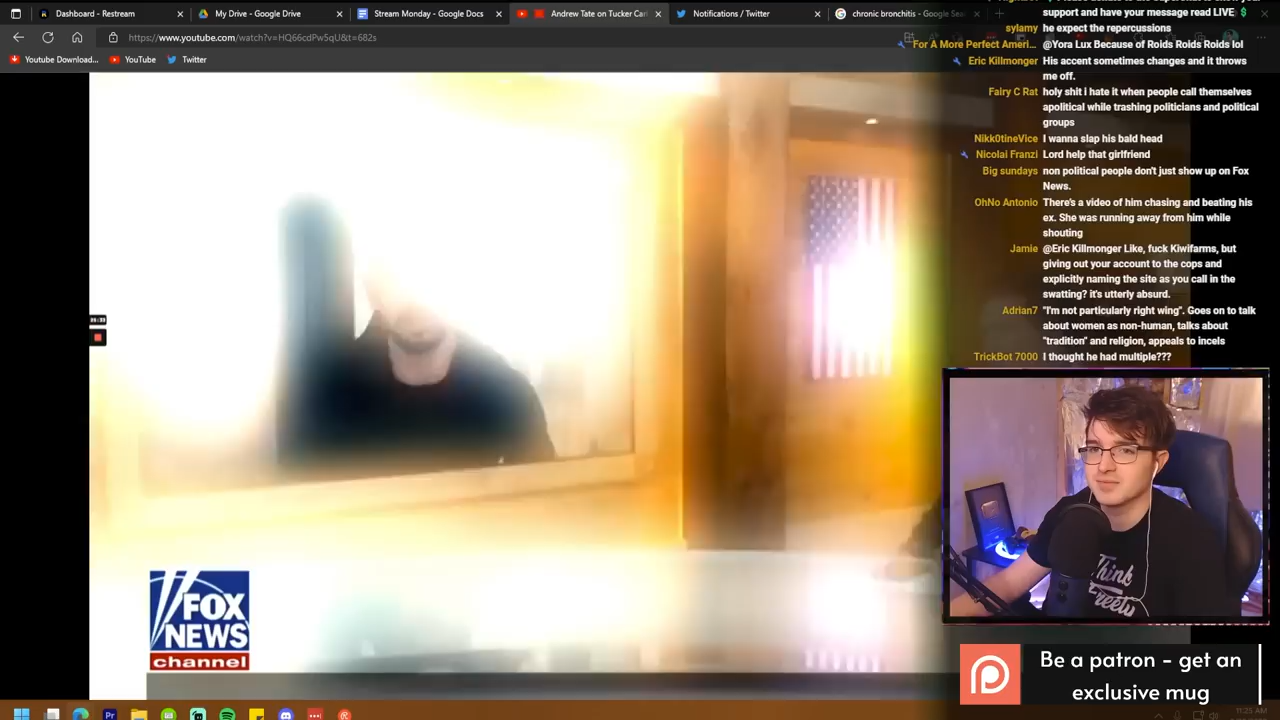 Dashboard - Restream
My Drive - Google Drive
Stream Monday - Google Docs
Andrew Tate on Tucker Carl
Notifications / Twitter
chronic bronchitis - Google Sea
https://www.youtube.com/watch?v=HQ66cdPw5qU&t=682s
Youtube Download...
YouTube
Twitter
support and have your message read LIVE
sylamy he expect the repercussions
For A More Perfect Ameri... @Yora Lux Because of Roids Roids Roids lol
Eric Killmonger His accent sometimes changes and it throws
me off.
Fairy C Rat holy shit i hate it when people call themselves
apolitical while trashing politicians and political
groups
Nikk0tineVice I wanna slap his bald head
Nicolai Franzi Lord help that girlfriend
Big sundays non political people don't just show up on Fox
News.
OhNo Antonio There's a video of him chasing and beating his
ex. She was running away from him while
shouting
Jamie @Eric Killmonger Like, fuck Kiwifarms, but
giving out your account to the cops and
explicitly naming the site as you call in the
swatting? it's utterly absurd.
Adrian7 "I'm not particularly right wing". Goes on to talk
about women as non-human, talks about
"tradition" and religion, appeals to incels
TrickBot 7000 I thought he had multiple???
FOX
NEWS
channel
Think
Freely
Be a patron - get an
exclusive mug
11:25 AM